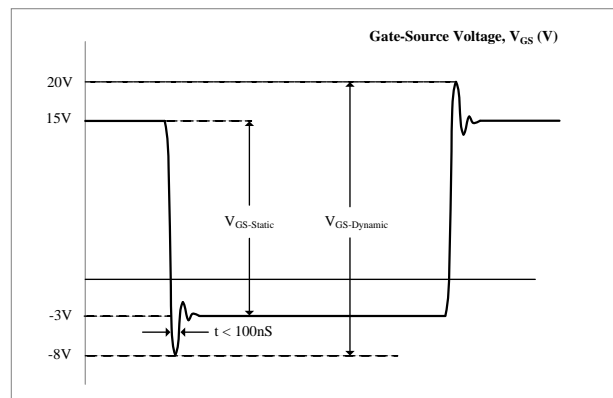 Gate-Source Voltage, VGS (V)
20V
15V
VGS-Static
VGS-Dynamic
-3V
t < 100nS
-8V